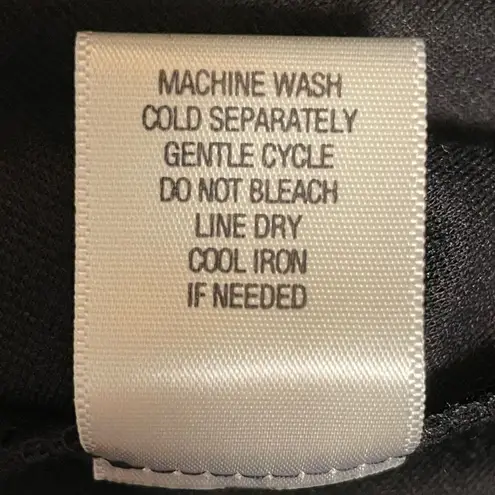 MACHINE WASH
COLD SEPARATELY
GENTLE CYCLE
DO NOT BLEACH
LINE DRY
COOL IRON
IF NEEDED